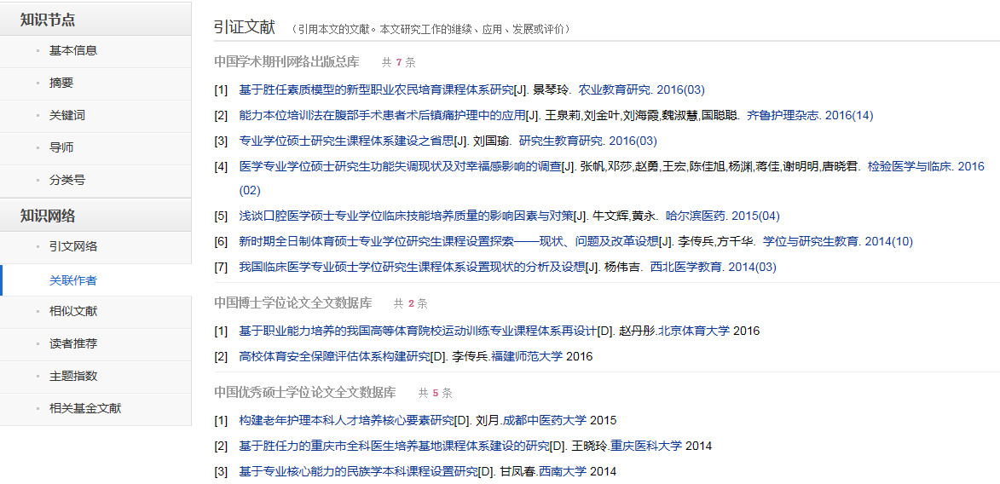 知识节点
基本信息
摘要
关键词
导师
分类号
知识网络
引文网络
关联作者
相似文献
读者推荐
主题指数
相关基金文献
引证文献 （引用本文的文献。本文研究工作的继续、应用、发展或评价）
中国学术期刊网络出版总库 共 7 条
[1] 基于胜任素质模型的新型职业农民培育课程体系研究[J]. 景琴玲. 农业教育研究. 2016(03)
[2] 能力本位培训法在腹部手术患者术后镇痛护理中的应用[J]. 王泉莉,刘金叶,刘海霞,魏淑慧,国聪聪. 齐鲁护理杂志. 2016(14)
[3] 专业学位硕士研究生课程体系建设之省思[J]. 刘国瑜. 研究生教育研究. 2016(03)
[4] 医学专业学位硕士研究生功能失调现状及对幸福感影响的调查[J]. 张帆,邓莎,赵勇,王宏,陈佳旭,杨渊,蒋佳,谢明明,唐晓君. 检验医学与临床. 2016
(02)
[5] 浅谈口腔医学硕士专业学位临床技能培养质量的影响因素与对策[J]. 牛文辉,黄永. 哈尔滨医药. 2015(04)
[6] 新时期全日制体育硕士专业学位研究生课程设置探索——现状、问题及改革设想[J]. 李传兵,方千华. 学位与研究生教育. 2014(10)
[7] 我国临床医学专业硕士学位研究生课程体系设置现状的分析及设想[J]. 杨伟吉. 西北医学教育. 2014(03)
中国博士学位论文全文数据库 共 2 条
[1] 基于职业能力培养的我国高等体育院校运动训练专业课程体系再设计[D]. 赵丹彤.北京体育大学 2016
[2] 高校体育安全保障评估体系构建研究[D]. 李传兵.福建师范大学 2016
中国优秀硕士学位论文全文数据库 共 5 条
[1] 构建老年护理本科人才培养核心要素研究[D]. 刘月.成都中医药大学 2015
[2] 基于胜任力的重庆市全科医生培养基地课程体系建设的研究[D]. 王晓玲.重庆医科大学 2014
[3] 基于专业核心能力的民族学本科课程设置研究[D]. 甘凤春.西南大学 2014